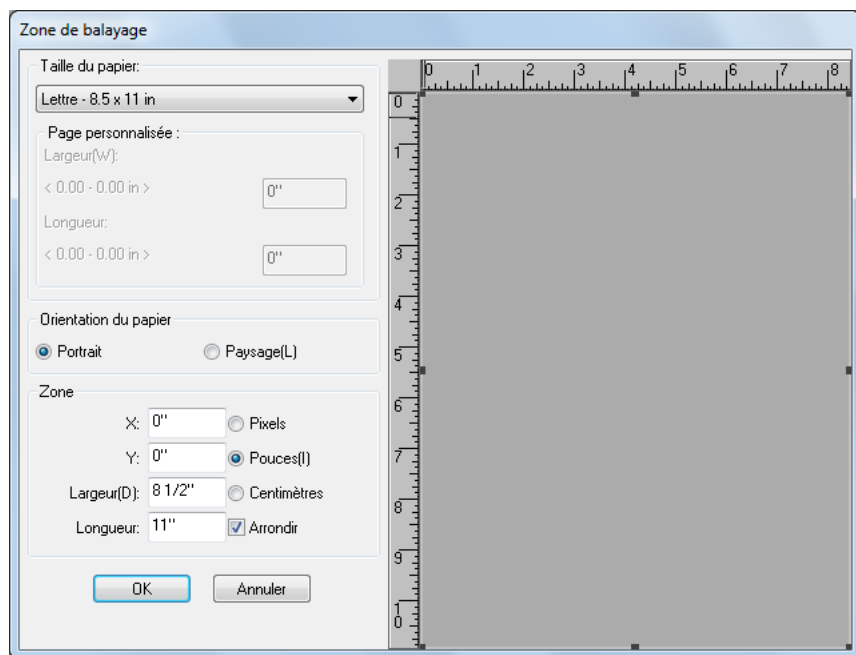 Zone de balayage
Taille du papier:
Lettre - 8.5 x 11 in
Page personnalisée :
Largeur(W):
< 0.00 - 0.00 in >
0"
Longueur:
< 0.00 - 0.00 in >
0"
Orientation du papier
Portrait
Paysage(L)
Zone
X: 0" Pixels
Y: 0" Pouces(I)
Largeur(D): 8 1/2" Centimètres
Longueur: 11" Arrondir
OK Annuler
0 1 2 3 4 5 6 7 8
0
1
2
3
4
5
6
7
8
9
10